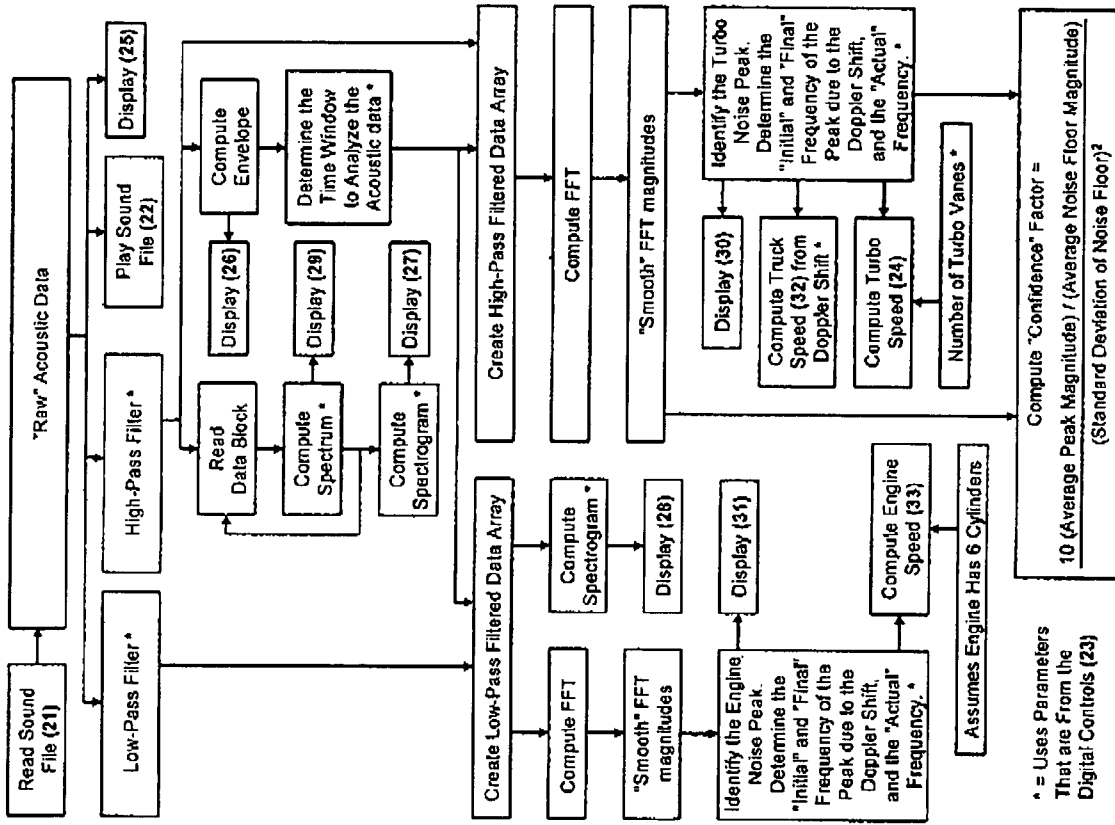 Read Sound
File (21)
"Raw" Acoustic Data
Low-Pass Filter *
High-Pass Filter *
Play Sound
File (22)
Display (25)
Read
Data Block
Compute
Spectrum *
Compute
Spectrogram *
Display (26)
Display (29)
Display (27)
Compute
Envelope
Determine the
Time Window
to Analyze the
Acoustic data *
Create Low-Pass Filtered Data Array
Create High-Pass Filtered Data Array
Compute FFT
Compute
Spectrogram *
Display (28)
"Smooth" FFT
magnitudes
Compute FFT
"Smooth" FFT magnitudes
Identify the Engine
Noise Peak.
Determine the
"Initial" and "Final"
Frequency of the
Peak due to the
Doppler Shift,
and the "Actual"
Frequency. *
Display (31)
Compute Engine
Speed (33)
Assumes Engine Has 6 Cylinders
Identify the Turbo
Noise Peak.
Determine the
"Initial" and "Final"
Frequency of the
Peak due to the
Doppler Shift,
and the "Actual"
Frequency. *
Display (30)
Compute Truck
Speed (32) from
Doppler Shift *
Compute Turbo
Speed (24)
Number of Turbo Vanes *
* = Uses Parameters
That are From the
Digital Controls (23)
Compute "Confidence" Factor =
10 (Average Peak Magnitude) / (Average Noise Floor Magnitude)
(Standard Deviation of Noise Floor)²